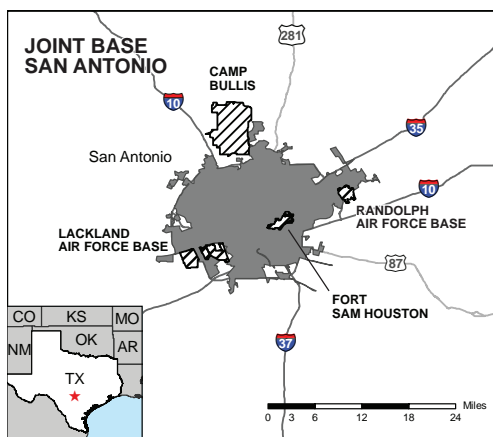 JOINT BASE
SAN ANTONIO
281
CAMP
BULLIS
10
35
San Antonio
10
RANDOLPH
AIR FORCE BASE
LACKLAND
AIR FORCE BASE
87
FORT
SAM HOUSTON
CO
KS
MO
OK
NM
AR
TX
37
Miles
0 3 6 12 18 24